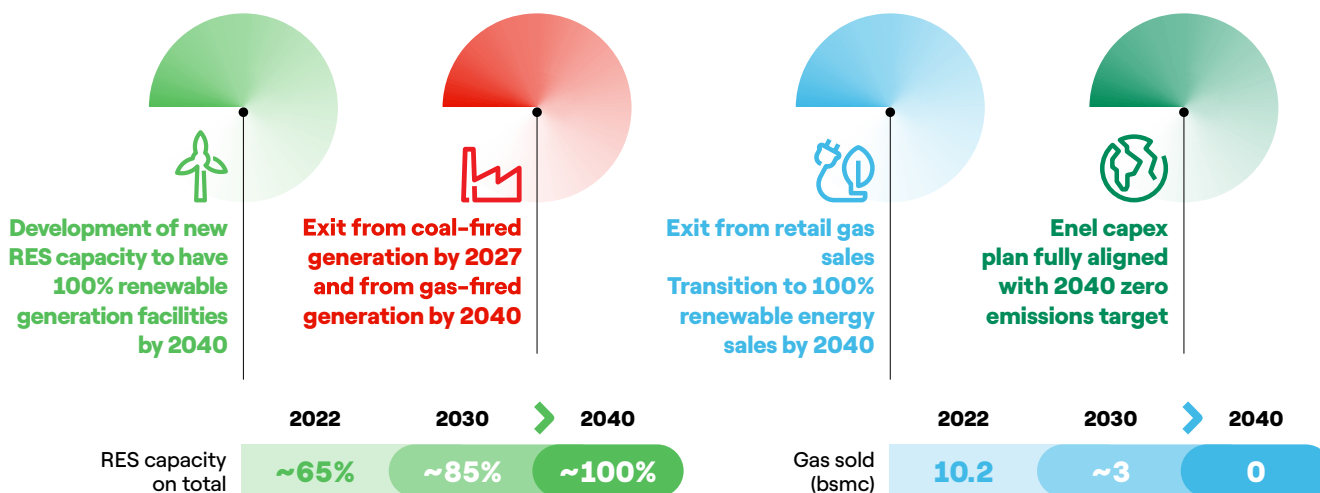 Development of new
RES capacity to have
100% renewable
generation facilities
by 2040
Exit from coal-fired
generation by 2027
and from gas-fired
generation by 2040
Exit from retail gas
sales
Transition to 100%
renewable energy
sales by 2040
Enel capex
plan fully aligned
with 2040 zero
emissions target
2022 2030 2040
RES capacity
on total
~65% ~85% ~100%
2022 2030 2040
Gas sold
(bsmc)
10.2 ~3 0